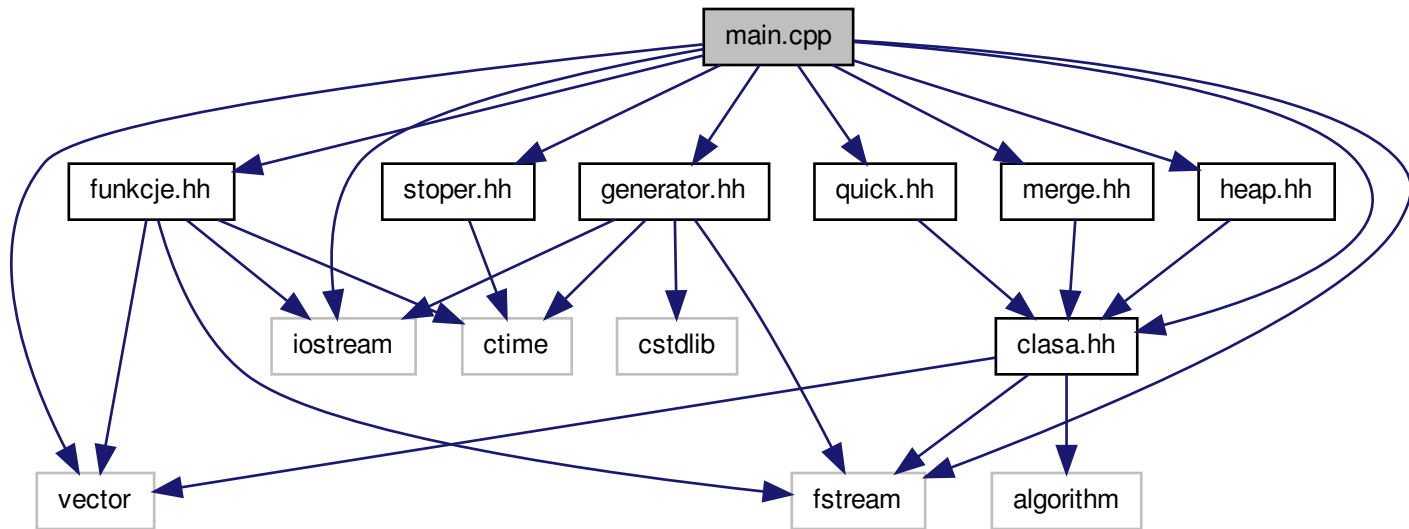 main.cpp
funkcje.hh
stoper.hh
generator.hh
quick.hh
merge.hh
heap.hh
iostream
ctime
cstdlib
clasa.hh
vector
fstream
algorithm